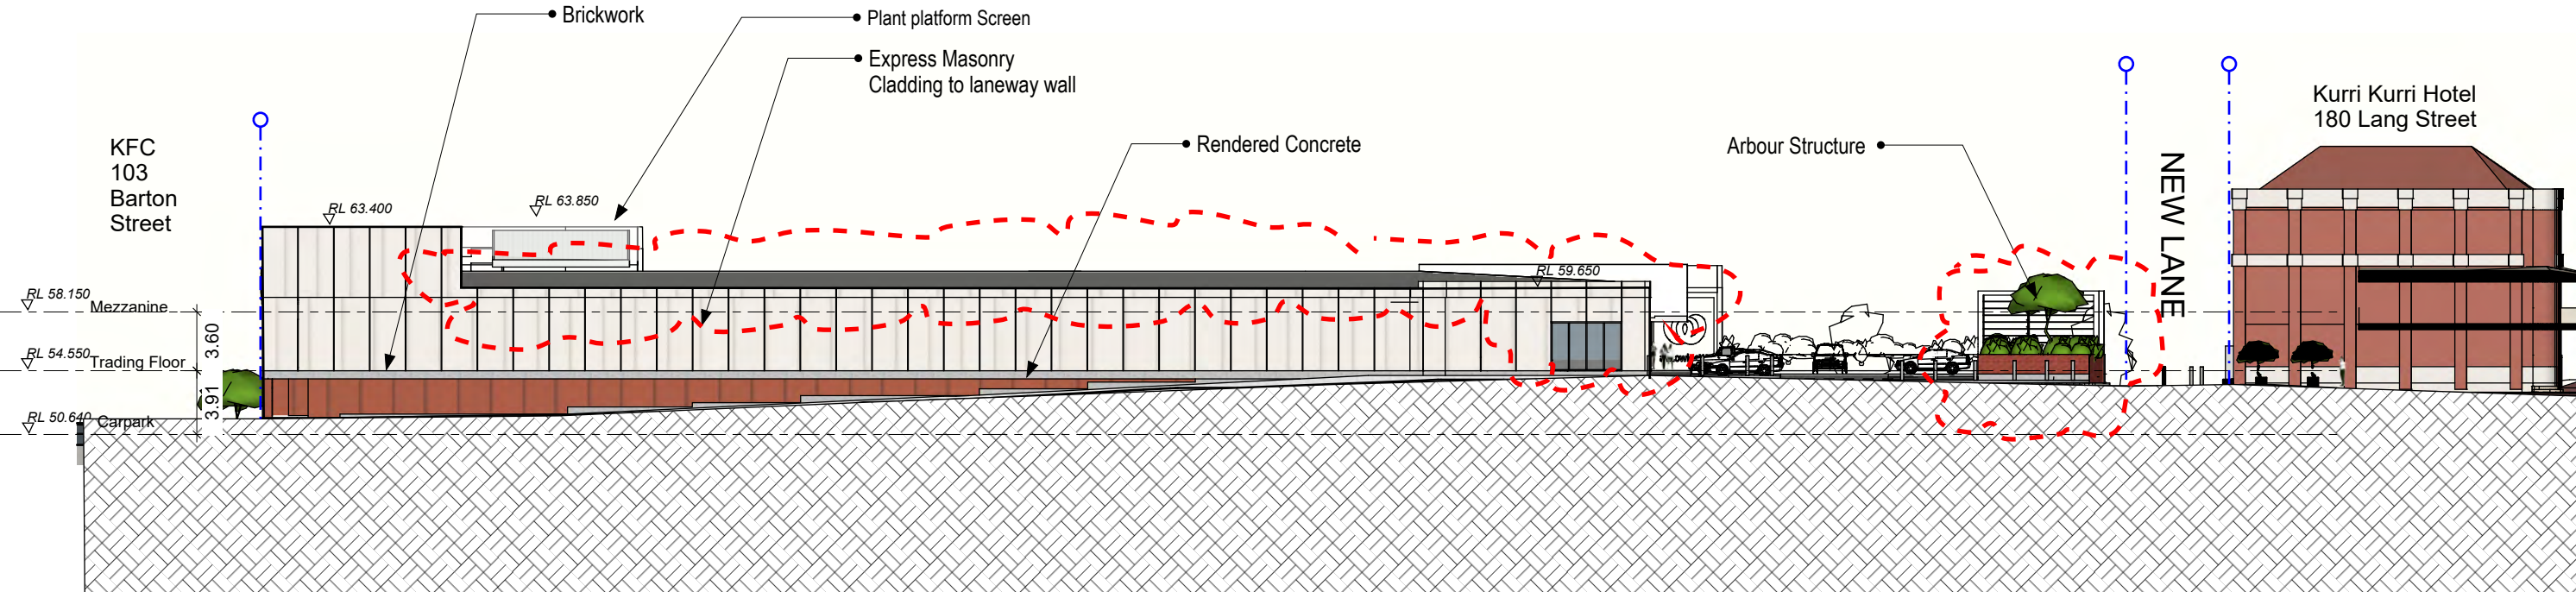 Brickwork
Plant platform Screen
Express Masonry
Cladding to laneway wall
Rendered Concrete
Arbour Structure
Kurri Kurri Hotel
180 Lang Street
KFC
103
Barton
Street
NEW LANE
RL 63.400
RL 63.850
RL 59.650
RL 58.150
Mezzanine
3.60
RL 54.550
Trading Floor
3.91
RL 50.640
Carpark